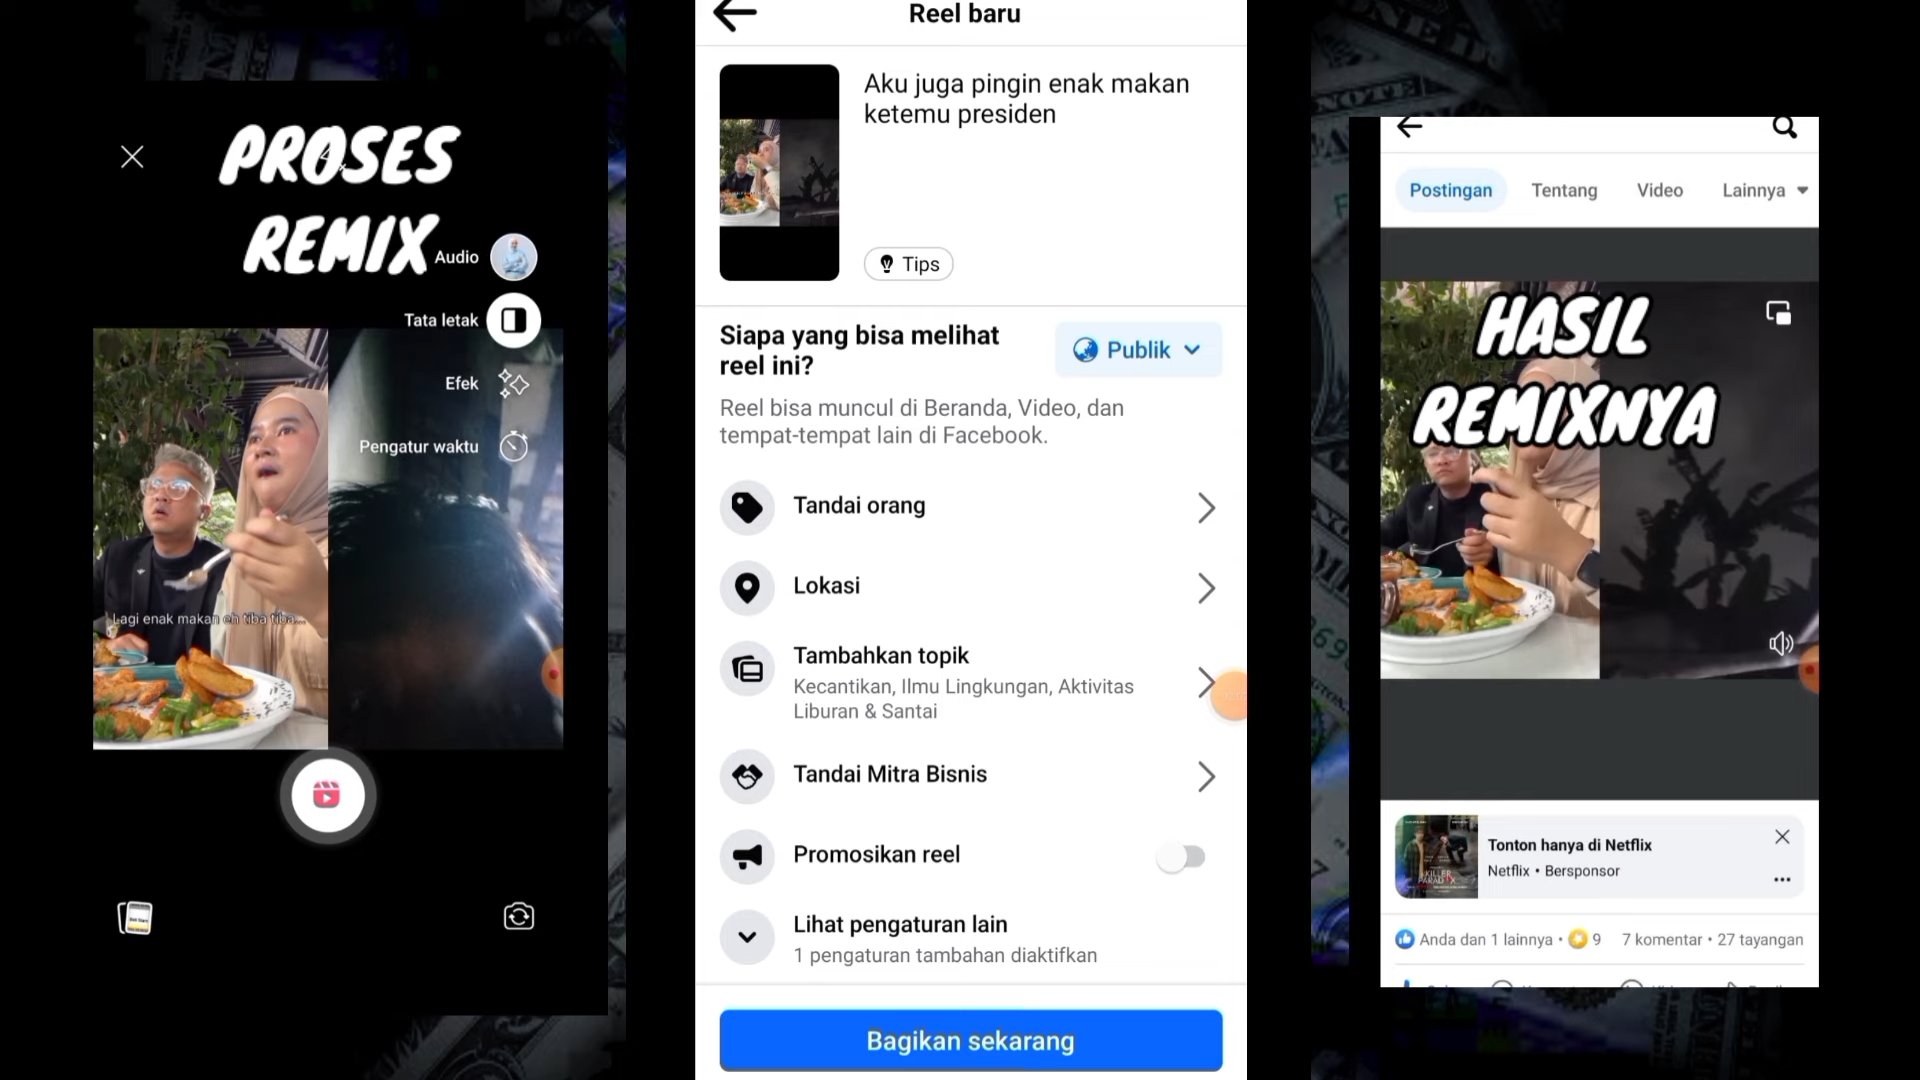 PROSES
REMIX
Audio
Tata letak
Efek
Pengatur waktu
Lagi enak makan eh tiba tiba...
Reel baru
Aku juga pingin enak makan
ketemu presiden
Tips
Siapa yang bisa melihat
reel ini?
Publik
Reel bisa muncul di Beranda, Video, dan
tempat-tempat lain di Facebook.
Tandai orang
Lokasi
Tambahkan topik
Kecantikan, Ilmu Lingkungan, Aktivitas
Liburan & Santai
Tandai Mitra Bisnis
Promosikan reel
Lihat pengaturan lain
1 pengaturan tambahan diaktifkan
Bagikan sekarang
Postingan Tentang Video Lainnya
HASIL
REMIXNYA
Tonton hanya di Netflix
Netflix • Bersponsor
Anda dan 1 lainnya • 9 7 komentar • 27 tayangan